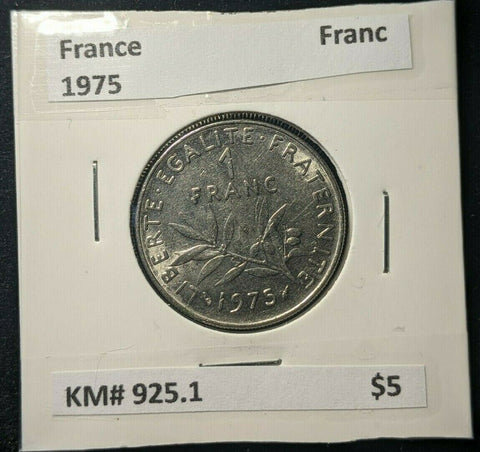 France Franc
1975
LIBERTE · EGALITE · FRATERNITE
1
FRANC
1975
KM# 925.1 $5